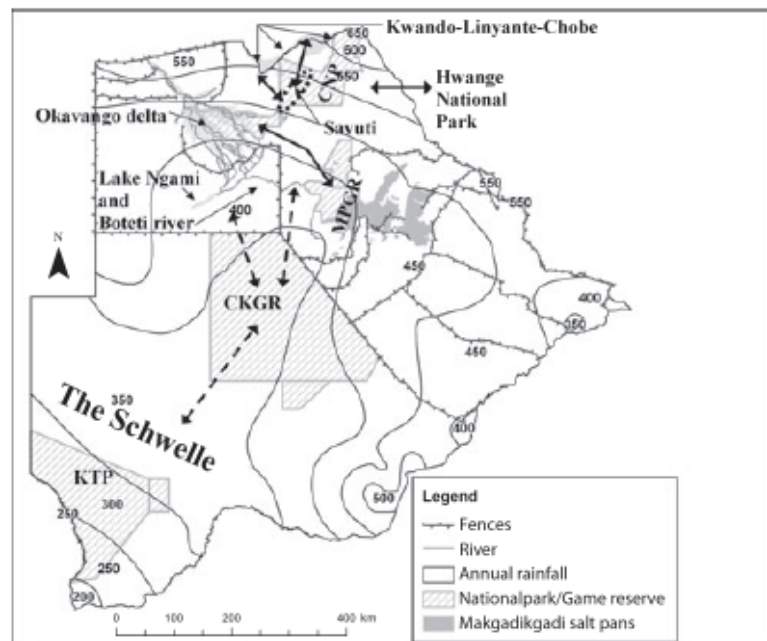 Kwando-Linyante-Chobe
650
600
550
550
CNP
Hwange
National
Park
Okavango delta
Savuti
Lake Ngami
and
Boteti river
400
MPGR
550
550
N
450
CKGR
400
350
450
350
The Schwelle
400
KTP
300
250
500
250
200
0 100 200 400 km
Legend
Fences
River
Annual rainfall
Nationalpark/Game reserve
Makgadikgadi salt pans